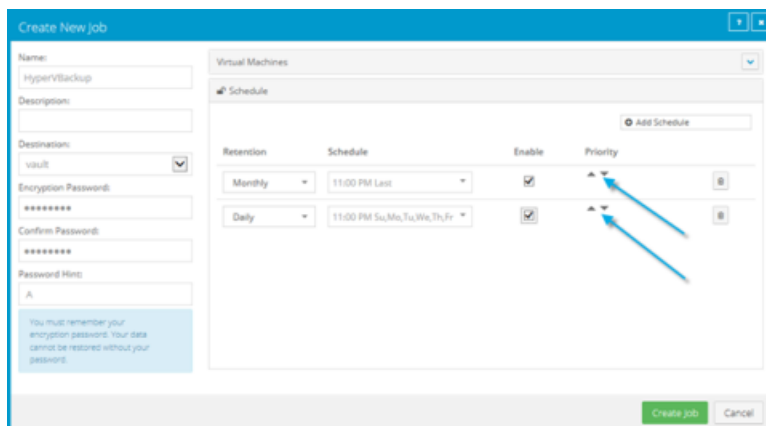 Create New Job
?
Name:
HyperVBackup
Description:
Destination:
vault
Encryption Password:
********
Confirm Password:
********
Password Hint:
A
You must remember your
encryption password. Your data
cannot be restored without your
password.
Virtual Machines
Schedule
Add Schedule
Retention Schedule Enable Priority
Monthly 11:00 PM Last
Daily 11:00 PM Su,Mo,Tu,We,Th,Fr
Create Job Cancel